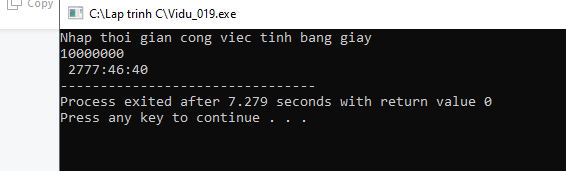 Copy
C:\Lap trinh C\Vidu_019.exe
Nhap thoi gian cong viec tinh bang giay
10000000
 2777:46:40
--------------------------------
Process exited after 7.279 seconds with return value 0
Press any key to continue . . .